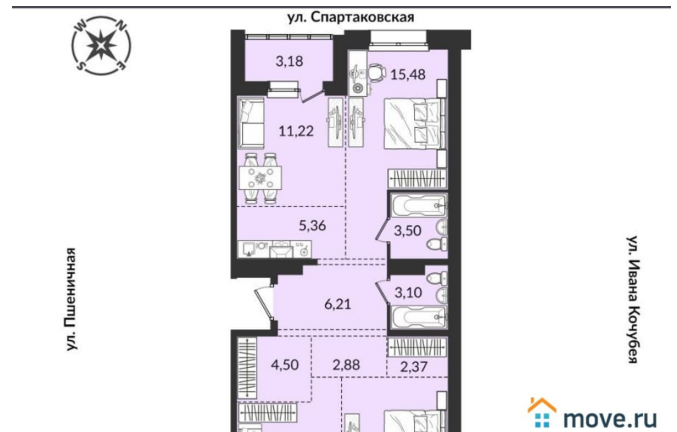 ул. Спартаковская
N
W
E
S
3,18
15,48
11,22
5,36
3,50
ул. Пшеничная
ул. Ивана Кочубея
6,21
3,10
4,50
2,88
2,37
move.ru